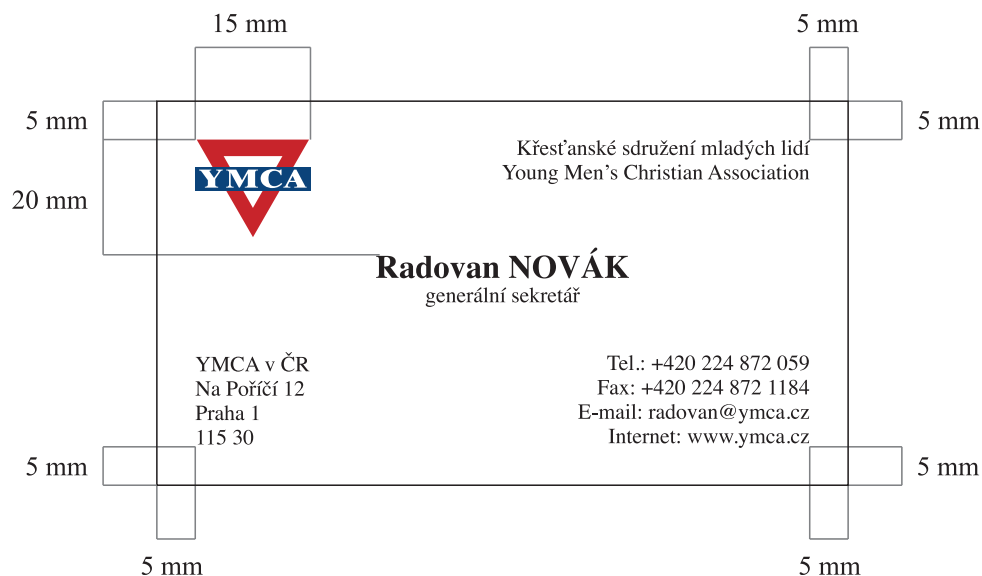 15 mm
5 mm
5 mm
5 mm
Křesťanské sdružení mladých lidí
Young Men's Christian Association
YMCA
20 mm
Radovan NOVÁK
generální sekretář
YMCA v ČR
Na Poříčí 12
Praha 1
115 30
Tel.: +420 224 872 059
Fax: +420 224 872 1184
E-mail: radovan@ymca.cz
Internet: www.ymca.cz
5 mm
5 mm
5 mm
5 mm